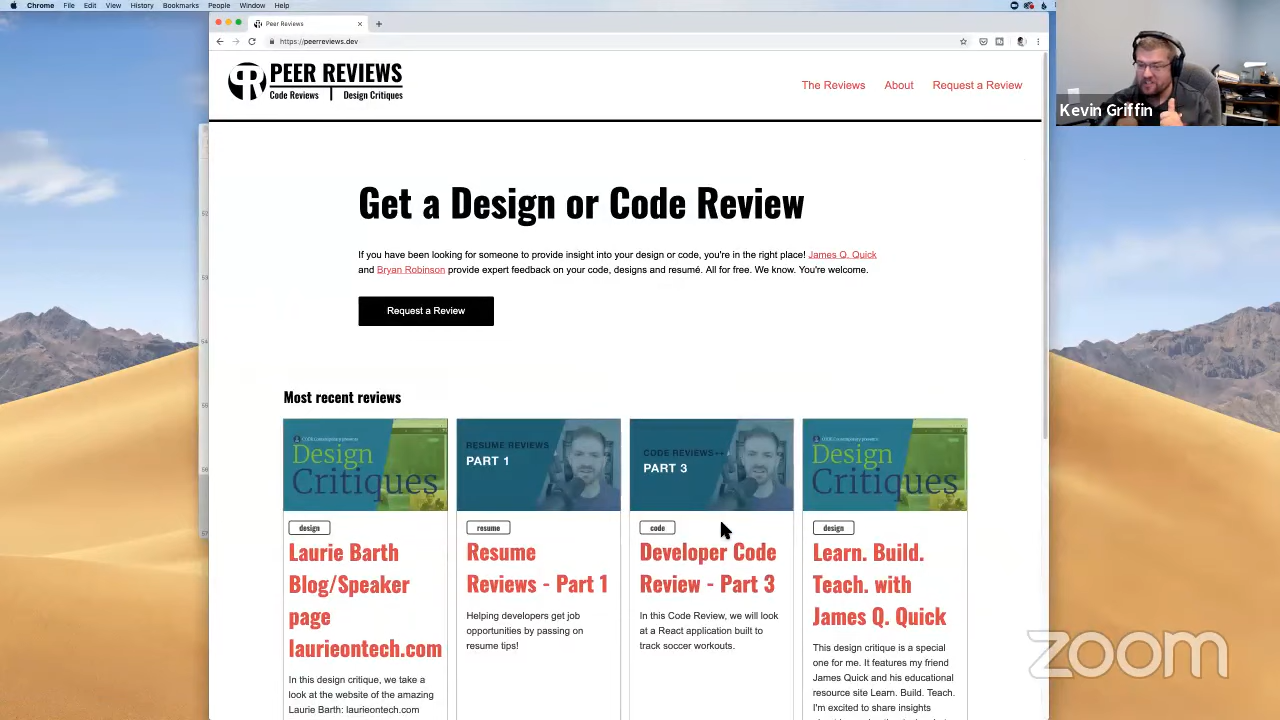 Chrome File Edit View History Bookmarks People Window Help
Peer Reviews
https://peerreviews.dev
PEER REVIEWS
Code Reviews | Design Critiques
The Reviews About Request a Review
Kevin Griffin
Get a Design or Code Review
If you have been looking for someone to provide insight into your design or code, you're in the right place! James Q. Quick
and Bryan Robinson provide expert feedback on your code, designs and resumé. All for free. We know. You're welcome.
Request a Review
Most recent reviews
Design
Critiques
RESUME REVIEWS
PART 1
CODE REVIEWS++
PART 3
Design
Critiques
design
Laurie Barth
Blog/Speaker
page
laurieontech.com
In this design critique, we take a
look at the website of the amazing
Laurie Barth: laurieontech.com
resume
Resume
Reviews - Part 1
Helping developers get job
opportunities by passing on
resume tips!
code
Developer Code
Review - Part 3
In this Code Review, we will look
at a React application built to
track soccer workouts.
design
Learn. Build.
Teach. with
James Q. Quick
This design critique is a special
one for me. It features my friend
James Quick and his educational
resource site Learn. Build. Teach.
I'm excited to share insights
zoom